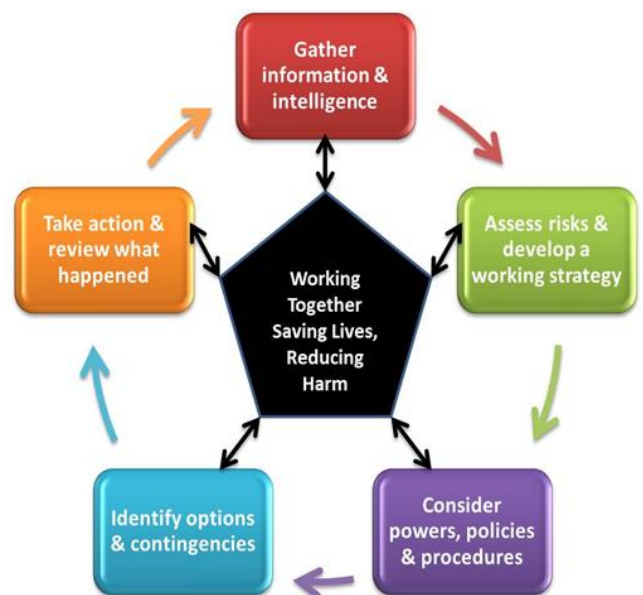 Gather
information &
intelligence
Assess risks &
develop a
working strategy
Consider
powers, policies
& procedures
Identify options
& contingencies
Take action &
review what
happened
Working
Together
Saving Lives,
Reducing
Harm